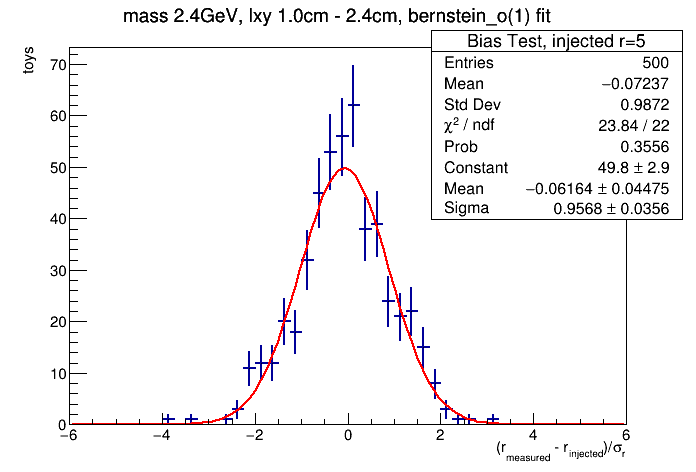 mass 2.4GeV, lxy 1.0cm - 2.4cm, bernstein_o(1) fit
Bias Test, injected r=5
Entries 500
Mean −0.07237
Std Dev 0.9872
χ² / ndf 23.84 / 22
Prob 0.3556
Constant 49.8 ± 2.9
Mean −0.06164 ± 0.04475
Sigma 0.9568 ± 0.0356
toys
70
60
50
40
30
20
10
0
−6 −4 −2 0 2 4 6
(r_measured - r_injected)/σ_r